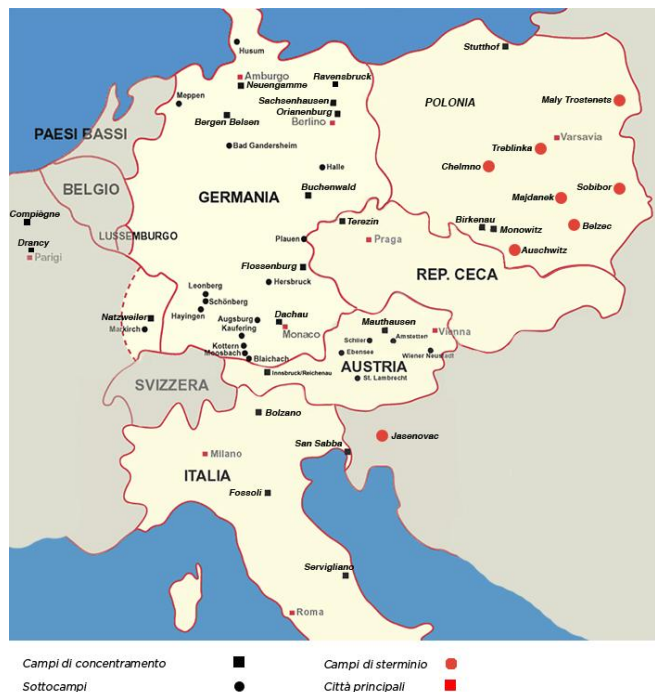 Husum
Stutthof
Amburgo
Neuengamme
Ravensbruck
Meppen
Sachsenhausen
Orianenburg
Berlino
Bergen Belsen
POLONIA
Maly Trostenets
PAESI BASSI
Bad Gandersheim
Treblinka
Varsavia
Chelmno
Halle
BELGIO
GERMANIA
Buchenwald
Sobibor
Majdanek
Compiègne
Terezin
Birkenau
Monowitz
Belzec
LUSSEMBURGO
Plauen
Praga
Drancy
Parigi
Auschwitz
Flossenburg
REP. CECA
Leonberg
Hersbruck
Schönberg
Hayingen
Natzweiler
Markirch
Augsburg
Dachau
Kaufering
Monaco
Mauthausen
Vienna
Schlier
Amstetten
Kottern
Moosbach
Blaichach
Ebensee
Wiener Neustadt
AUSTRIA
Innsbruck/Reichenau
St. Lambrecht
SVIZZERA
Bolzano
San Sabba
Jasenovac
Milano
ITALIA
Fossoli
Servigliano
Roma
Campi di concentramento
Campi di sterminio
Sottocampi
Città principali